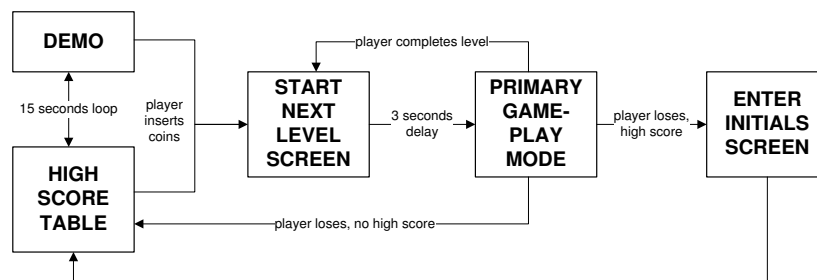 DEMO
15 seconds loop
HIGH
SCORE
TABLE
player
inserts
coins
START
NEXT
LEVEL
SCREEN
player completes level
3 seconds
delay
PRIMARY
GAME-
PLAY
MODE
player loses,
high score
ENTER
INITIALS
SCREEN
player loses, no high score